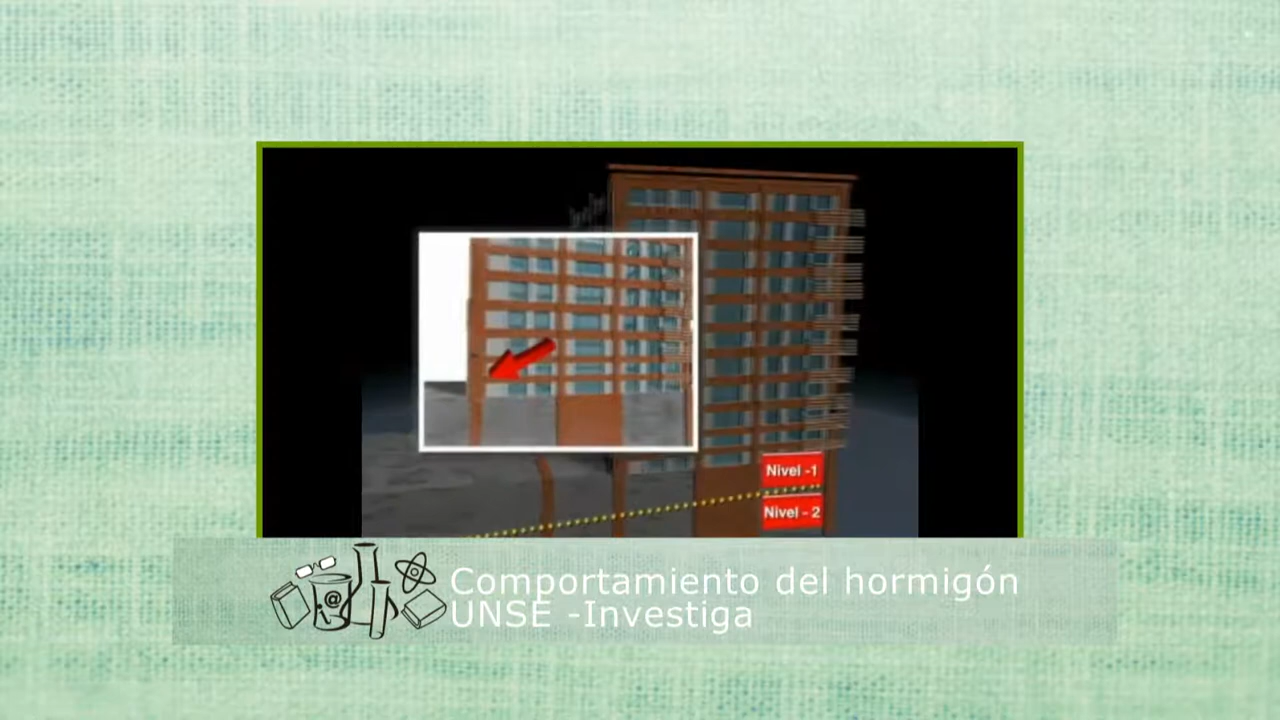 Nivel -1
Nivel - 2
@
Comportamiento del hormigón
UNSE -Investiga